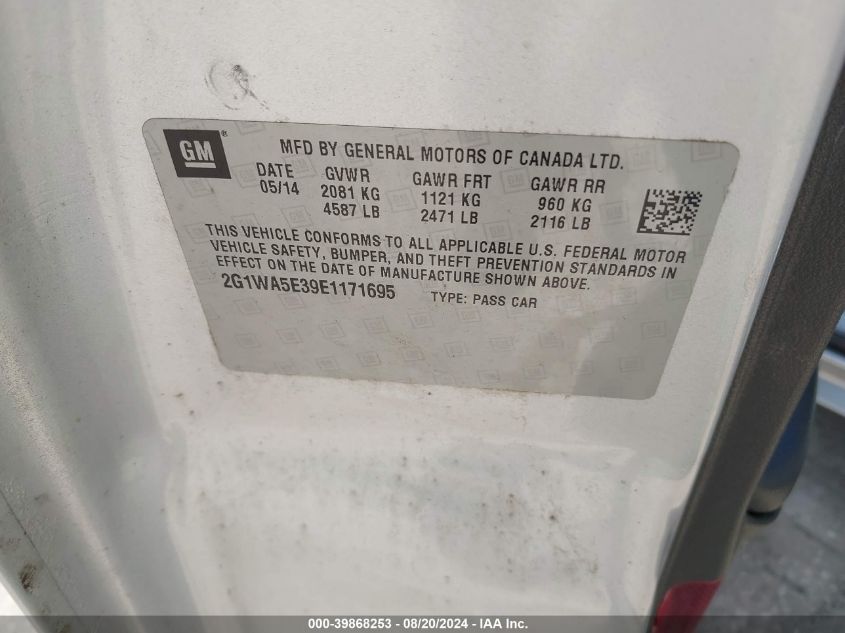 GM ®
MFD BY GENERAL MOTORS OF CANADA LTD.
DATE GVWR GAWR FRT GAWR RR
05/14 2081 KG 1121 KG 960 KG
4587 LB 2471 LB 2116 LB
THIS VEHICLE CONFORMS TO ALL APPLICABLE U.S. FEDERAL MOTOR
VEHICLE SAFETY, BUMPER, AND THEFT PREVENTION STANDARDS IN
EFFECT ON THE DATE OF MANUFACTURE SHOWN ABOVE.
2G1WA5E39E1171695 TYPE: PASS CAR
000-39868253 - 08/20/2024 - IAA Inc.